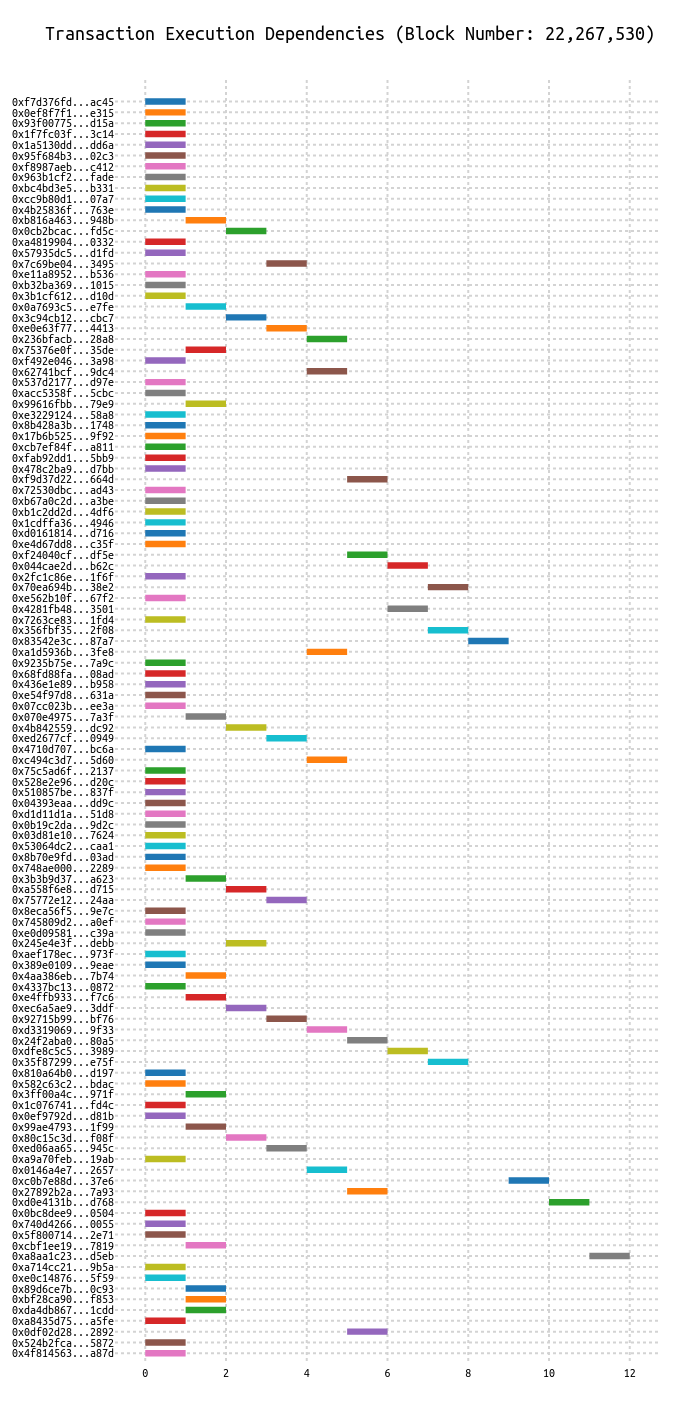 Transaction Execution Dependencies (Block Number: 22,267,530)
0xf7d376fd...ac45
0x0ef8f7f1...e315
0x93f00775...d15a
0x1f7fc03f...3c14
0x1a5130dd...dd6a
0x95f684b3...02c3
0xf8987aeb...c412
0x963b1cf2...fade
0xbc4bd3e5...b331
0xcc9b80d1...07a7
0x4b25836f...763e
0xb816a463...948b
0x0cb2bcac...fd5c
0xa4819904...0332
0x57935dc5...d1fd
0x7c69be04...3495
0xe11a8952...b536
0xb32ba369...1015
0x3b1cf612...d10d
0x0a7693c5...e7fe
0x3c94cb12...cbc7
0xe0e63f77...4413
0x236bfacb...28a8
0x75376e0f...35de
0xf492e046...3a98
0x62741bcf...9dc4
0x537d2177...d97e
0xacc5358f...5cbc
0x99616fbb...79e9
0xe3229124...58a8
0x8b428a3b...1748
0x17b6b525...9f92
0xcb7ef84f...a811
0xfab92dd1...5bb9
0x478c2ba9...d7bb
0xf9d37d22...664d
0x72530dbc...ad43
0xb67a0c2d...a3be
0xb1c2dd2d...4df6
0x1cdffa36...4946
0xd0161814...d716
0xe4d67dd8...c35f
0xf24040cf...df5e
0x044cae2d...b62c
0x2fc1c86e...1f6f
0x70ea694b...38e2
0xe562b10f...67f2
0x4281fb48...3501
0x7263ce83...1fd4
0x356fbf35...2f08
0x83542e3c...87a7
0xa1d5936b...3fe8
0x9235b75e...7a9c
0x68fd88fa...08ad
0x436e1e89...b958
0xe54f97d8...631a
0x07cc023b...ee3a
0x070e4975...7a3f
0x4b842559...dc92
0xed2677cf...0949
0x4710d707...bc6a
0xc494c3d7...5d60
0x75c5ad6f...2137
0x528e2e96...d20c
0x510857be...837f
0x04393eaa...dd9c
0xd1d11d1a...51d8
0x0b19c2da...9d2c
0x03d81e10...7624
0x53064dc2...caa1
0x8b70e9fd...03ad
0x748ae000...2289
0x3b3b9d37...a623
0xa558f6e8...d715
0x75772e12...24aa
0x8eca56f5...9e7c
0x745809d2...a0ef
0xe0d09581...c39a
0x245e4e3f...debb
0xaef178ec...973f
0x389e0109...9eae
0x4aa386eb...7b74
0x4337bc13...0872
0xe4ffb933...f7c6
0xec6a5ae9...3ddf
0x92715b99...bf76
0xd3319069...9f33
0x24f2aba0...80a5
0xdfe8c5c5...3989
0x35f87299...e75f
0x810a64b0...d197
0x582c63c2...bdac
0x3ff00a4c...971f
0x1c076741...fd4c
0x0ef9792d...d81b
0x99ae4793...1f99
0x80c15c3d...f08f
0xed06aa65...945c
0xa9a70feb...19ab
0x0146a4e7...2657
0xc0b7e88d...37e6
0x27892b2a...7a93
0xd0e4131b...d768
0x0bc8dee9...0504
0x740d4266...0055
0x5f800714...2e71
0xcbf1ee19...7819
0xa8aa1c23...d5eb
0xa714cc21...9b5a
0xe0c14876...5f59
0x89d6ce7b...0c93
0xbf28ca90...f853
0xda4db867...1cdd
0xa8435d75...a5fe
0x0df02d28...2892
0x524b2fca...5872
0x4f814563...a87d
0 2 4 6 8 10 12